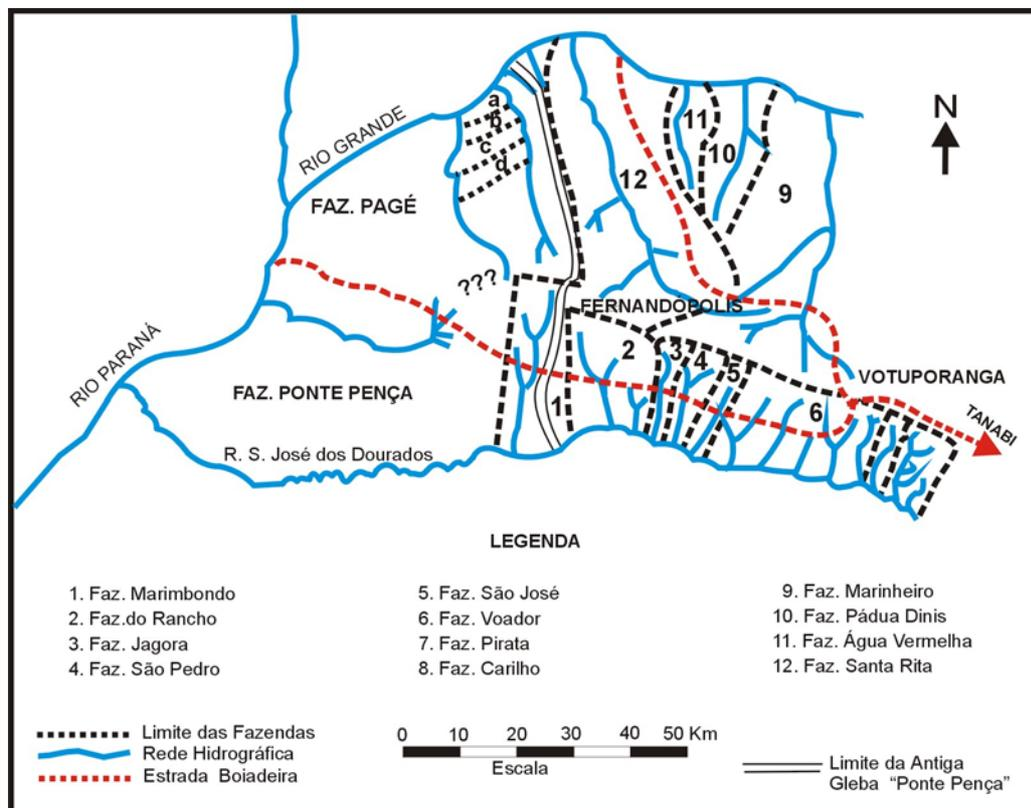 N
RIO GRANDE
a
b
c
d
11
10
12
9
FAZ. PAGÉ
???
FERNANDÓPOLIS
RIO PARANÁ
2
3
4
5
VOTUPORANGA
FAZ. PONTE PENÇA
1
6
TANABI
R. S. José dos Dourados
LEGENDA
1. Faz. Marimbondo
2. Faz.do Rancho
3. Faz. Jagora
4. Faz. São Pedro
5. Faz. São José
6. Faz. Voador
7. Faz. Pirata
8. Faz. Carilho
9. Faz. Marinheiro
10. Faz. Pádua Dinis
11. Faz. Água Vermelha
12. Faz. Santa Rita
Limite das Fazendas
Rede Hidrográfica
Estrada Boiadeira
0 10 20 30 40 50 Km
Escala
Limite da Antiga
Gleba "Ponte Pença"